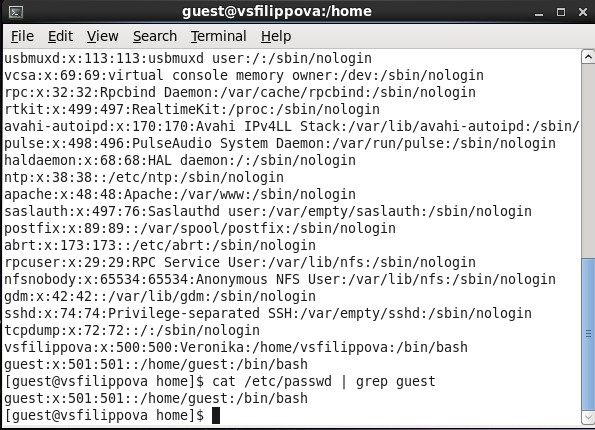 guest@vsfilippova:/home
File Edit View Search Terminal Help
usbmuxd:x:113:113:usbmuxd user:/:/sbin/nologin
vcsa:x:69:69:virtual console memory owner:/dev:/sbin/nologin
rpc:x:32:32:Rpcbind Daemon:/var/cache/rpcbind:/sbin/nologin
rtkit:x:499:497:RealtimeKit:/proc:/sbin/nologin
avahi-autoipd:x:170:170:Avahi IPv4LL Stack:/var/lib/avahi-autoipd:/sbin/
pulse:x:498:496:PulseAudio System Daemon:/var/run/pulse:/sbin/nologin
haldaemon:x:68:68:HAL daemon:/:/sbin/nologin
ntp:x:38:38::/etc/ntp:/sbin/nologin
apache:x:48:48:Apache:/var/www:/sbin/nologin
saslauth:x:497:76:Saslauthd user:/var/empty/saslauth:/sbin/nologin
postfix:x:89:89::/var/spool/postfix:/sbin/nologin
abrt:x:173:173::/etc/abrt:/sbin/nologin
rpcuser:x:29:29:RPC Service User:/var/lib/nfs:/sbin/nologin
nfsnobody:x:65534:65534:Anonymous NFS User:/var/lib/nfs:/sbin/nologin
gdm:x:42:42::/var/lib/gdm:/sbin/nologin
sshd:x:74:74:Privilege-separated SSH:/var/empty/sshd:/sbin/nologin
tcpdump:x:72:72::/:/sbin/nologin
vsfilippova:x:500:500:Veronika:/home/vsfilippova:/bin/bash
guest:x:501:501::/home/guest:/bin/bash
[guest@vsfilippova home]$ cat /etc/passwd | grep guest
guest:x:501:501::/home/guest:/bin/bash
[guest@vsfilippova home]$